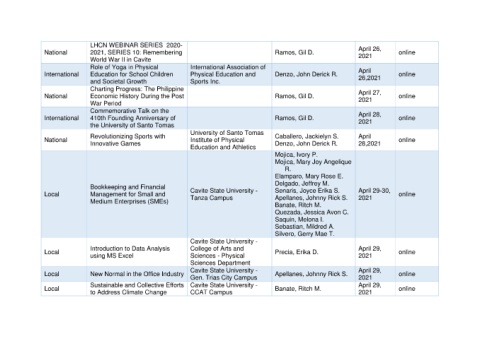 National
LHCN WEBINAR SERIES 2020-
2021, SERIES 10: Remembering
World War II in Cavite
Ramos, Gil D.
April 26,
2021
online
International
Role of Yoga in Physical
Education for School Children
and Societal Growth
International Association of
Physical Education and
Sports Inc.
Denzo, John Derick R.
April
26,2021
online
National
Charting Progress: The Philippine
Economic History During the Post
War Period
Ramos, Gil D.
April 27,
2021
online
International
Commemorative Talk on the
410th Founding Anniversary of
the University of Santo Tomas
Ramos, Gil D.
April 28,
2021
online
National
Revolutionizing Sports with
Innovative Games
University of Santo Tomas
Institute of Physical
Education and Athletics
Caballero, Jackielyn S.
Denzo, John Derick R.
April
28,2021
online
Local
Bookkeeping and Financial
Management for Small and
Medium Enterprises (SMEs)
Cavite State University -
Tanza Campus
Mojica, Ivory P.
Mojica, Mary Joy Angelique
R.
Elamparo, Mary Rose E.
Delgado, Jeffrey M.
Senaris, Joyce Erika S.
Apellanes, Johnny Rick S.
Banate, Ritch M.
Quezada, Jessica Avon C.
Saquin, Melona I.
Sebastian, Mildred A.
Silvero, Gerry Mae T.
April 29-30,
2021
online
Local
Introduction to Data Analysis
using MS Excel
Cavite State University -
College of Arts and
Sciences - Physical
Sciences Department
Precia, Erika D.
April 29,
2021
online
Local
New Normal in the Office Industry
Cavite State University -
Gen. Trias City Campus
Apellanes, Johnny Rick S.
April 29,
2021
online
Local
Sustainable and Collective Efforts
to Address Climate Change
Cavite State University -
CCAT Campus
Banate, Ritch M.
April 29,
2021
online